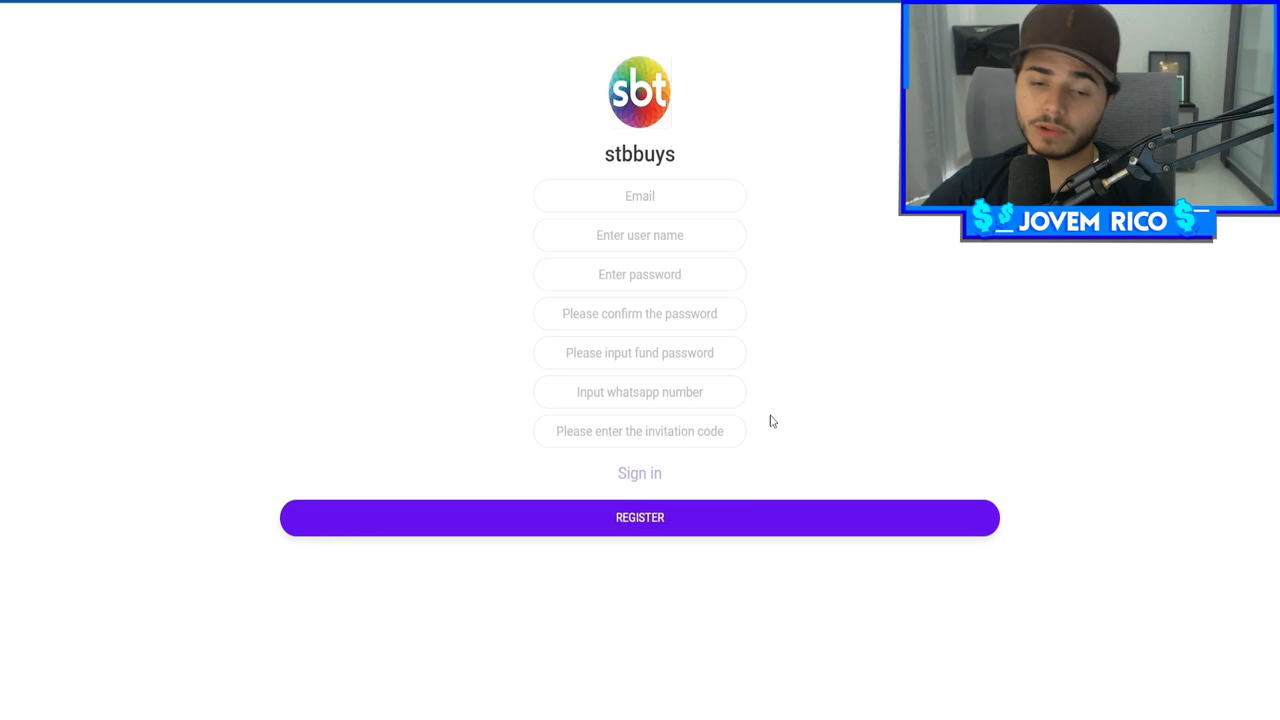 sbt
stbbuys
Email
Enter user name
Enter password
Please confirm the password
Please input fund password
Input whatsapp number
Please enter the invitation code
Sign in
REGISTER
$ $ JOVEM RICO $